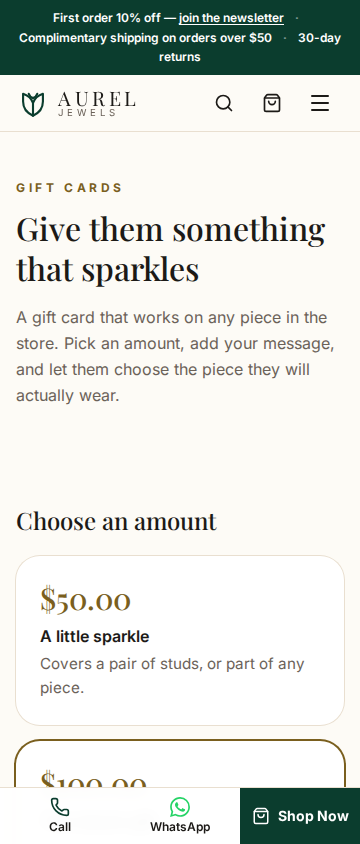 First order 10% off — join the newsletter ·
Complimentary shipping on orders over $50 · 30-day
returns
AUREL
JEWELS
GIFT CARDS
Give them something
that sparkles
A gift card that works on any piece in the
store. Pick an amount, add your message,
and let them choose the piece they will
actually wear.
Choose an amount
$50.00
A little sparkle
Covers a pair of studs, or part of any
piece.
$100.00
Call
WhatsApp
Shop Now